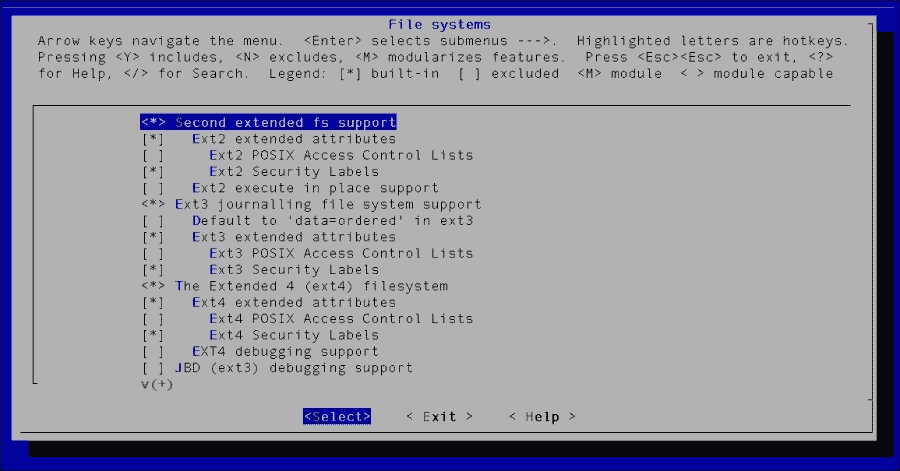 File systems
Arrow keys navigate the menu. <Enter> selects submenus --->. Highlighted letters are hotkeys.
Pressing <Y> includes, <N> excludes, <M> modularizes features. Press <Esc><Esc> to exit, <?>
for Help, </> for Search. Legend: [*] built-in [ ] excluded <M> module < > module capable
<*> Second extended fs support
[*] Ext2 extended attributes
[ ] Ext2 POSIX Access Control Lists
[*] Ext2 Security Labels
[ ] Ext2 execute in place support
<*> Ext3 journalling file system support
[ ] Default to 'data=ordered' in ext3
[*] Ext3 extended attributes
[ ] Ext3 POSIX Access Control Lists
[*] Ext3 Security Labels
<*> The Extended 4 (ext4) filesystem
[*] Ext4 extended attributes
[ ] Ext4 POSIX Access Control Lists
[*] Ext4 Security Labels
[ ] EXT4 debugging support
[ ] JBD (ext3) debugging support
v(+)
<Select> < Exit > < Help >